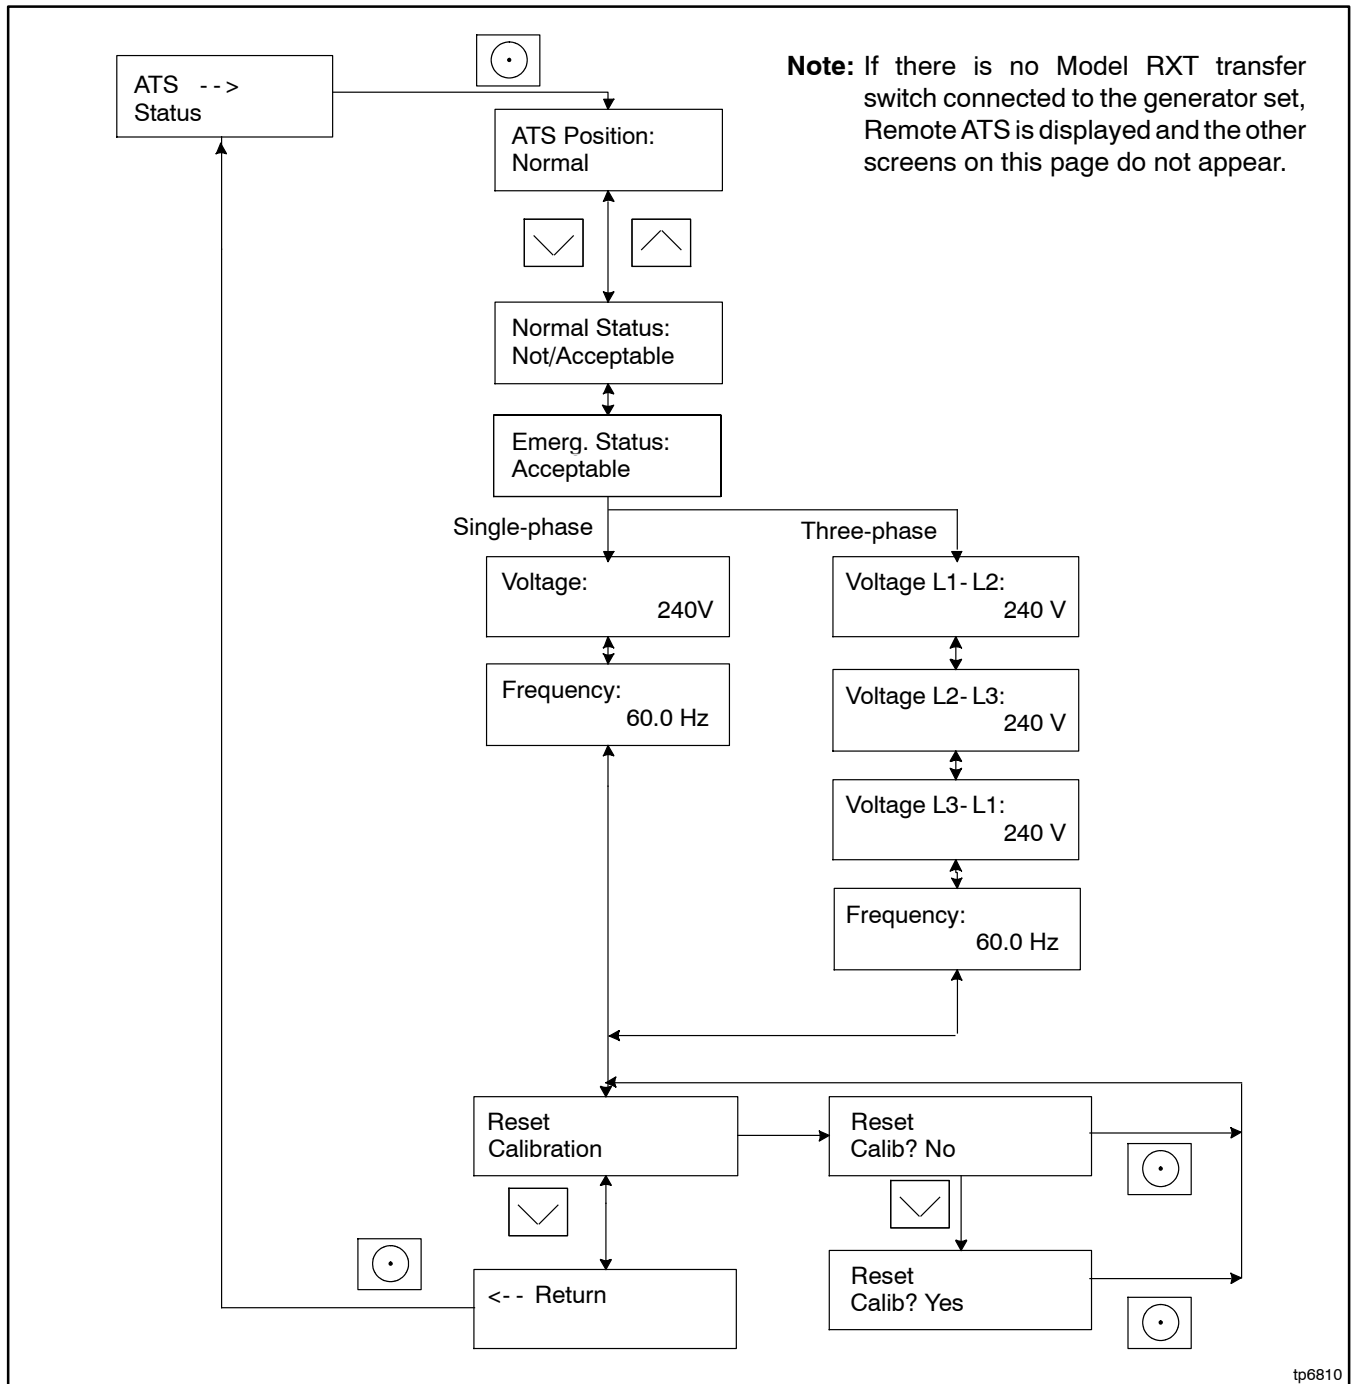 ATS -->
Status
Note: If there is no Model RXT transfer
switch connected to the generator set,
Remote ATS is displayed and the other
screens on this page do not appear.
ATS Position:
Normal
Normal Status:
Not/Acceptable
Emerg. Status:
Acceptable
Single-phase
Three-phase
Voltage:
240V
Frequency:
60.0 Hz
Voltage L1-L2:
240 V
Voltage L2-L3:
240 V
Voltage L3-L1:
240 V
Frequency:
60.0 Hz
Reset
Calibration
Reset
Calib? No
Reset
Calib? Yes
<-- Return
tp6810